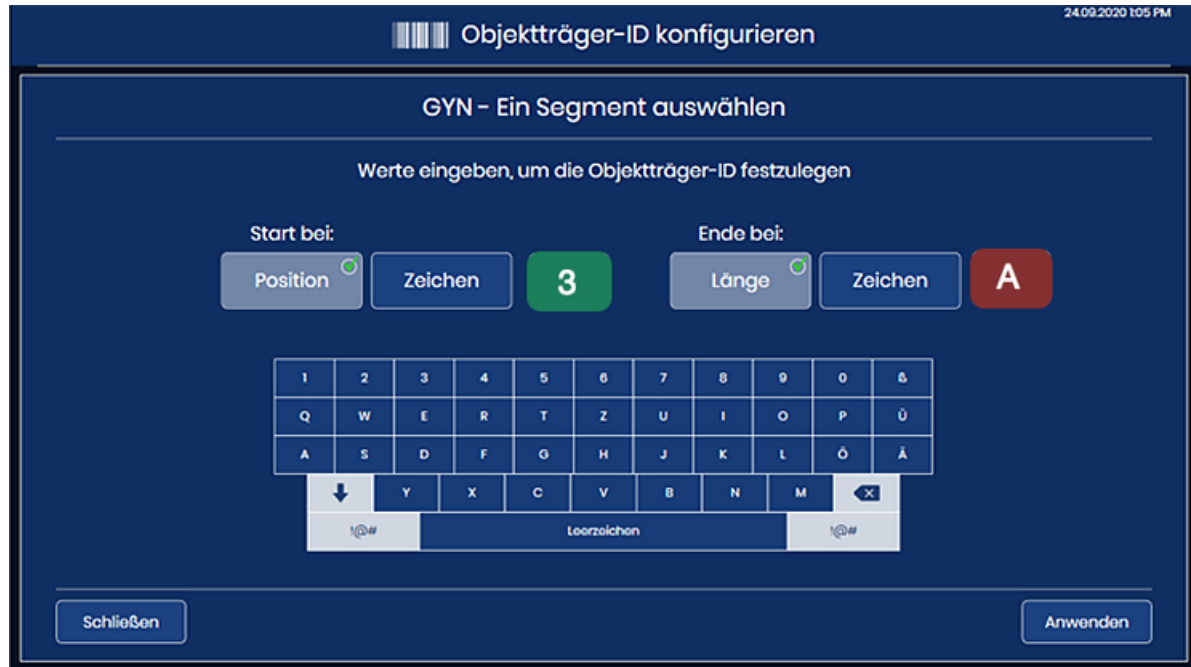 24.09.2020 1:05 PM
Objektträger-ID konfigurieren
GYN - Ein Segment auswählen
Werte eingeben, um die Objektträger-ID festzulegen
Start bei: Ende bei:
Position Zeichen 3 Länge Zeichen A
1 2 3 4 5 6 7 8 9 0 ß
Q W E R T Z U I O P Ü
A S D F G H J K L Ö Ä
Y X C V B N M
!@# Leerzeichen !@#
Schließen Anwenden